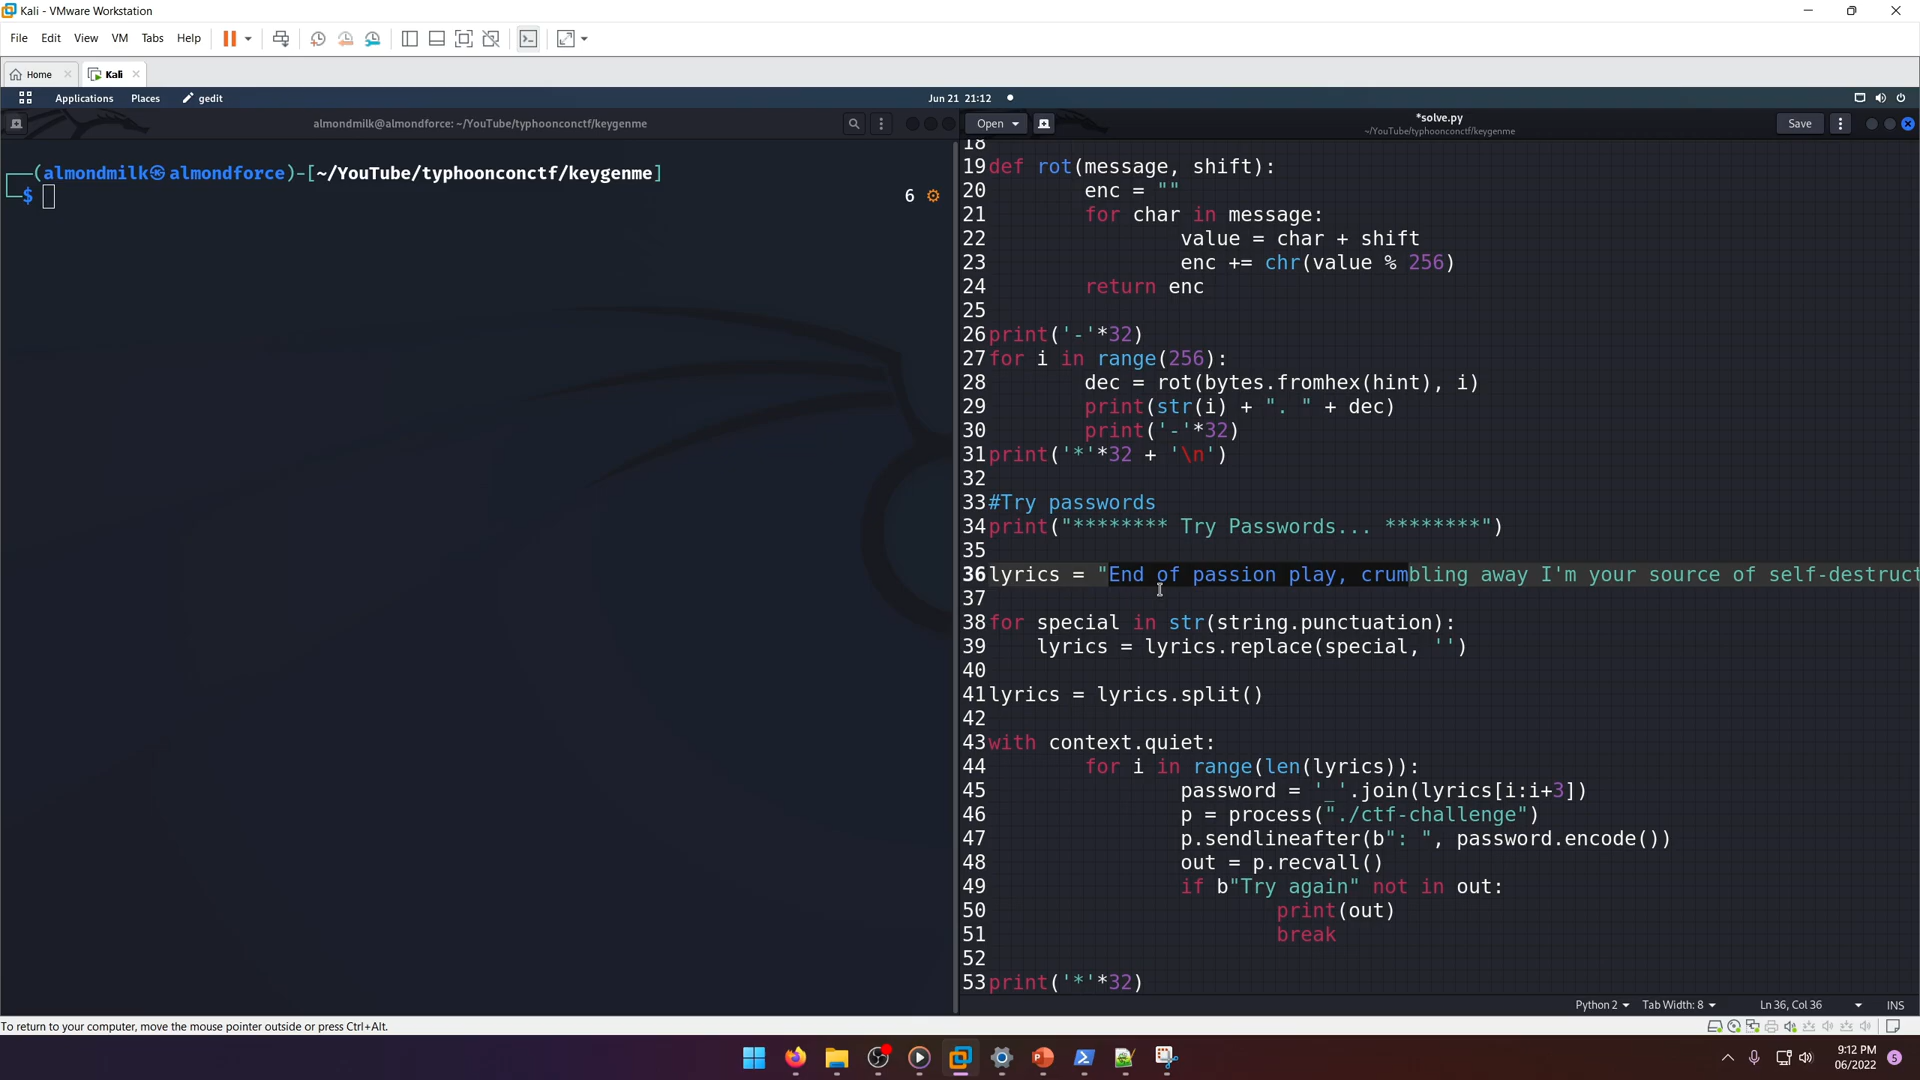 Kali - VMware Workstation
File Edit View VM Tabs Help
Home
Kali
Applications Places gedit
Jun 21 21:12
almondmilk@almondforce: ~/YouTube/typhoonconctf/keygenme
Open
*solve.py
~/YouTube/typhoonconctf/keygenme
Save
┌──(almondmilk㉿almondforce)-[~/YouTube/typhoonconctf/keygenme]
└─$
6
18
19 def rot(message, shift):
20 enc = ""
21 for char in message:
22 value = char + shift
23 enc += chr(value % 256)
24 return enc
25
26 print('-'*32)
27 for i in range(256):
28 dec = rot(bytes.fromhex(hint), i)
29 print(str(i) + ". " + dec)
30 print('-'*32)
31 print('*'*32 + '\n')
32
33 #Try passwords
34 print("******** Try Passwords... ********")
35
36 lyrics = "End of passion play, crumbling away I'm your source of self-destruct
37
38 for special in str(string.punctuation):
39 lyrics = lyrics.replace(special, '')
40
41 lyrics = lyrics.split()
42
43 with context.quiet:
44 for i in range(len(lyrics)):
45 password = '_'.join(lyrics[i:i+3])
46 p = process("./ctf-challenge")
47 p.sendlineafter(b": ", password.encode())
48 out = p.recvall()
49 if b"Try again" not in out:
50 print(out)
51 break
52
53 print('*'*32)
Python 2 Tab Width: 8 Ln 36, Col 36 INS
To return to your computer, move the mouse pointer outside or press Ctrl+Alt.
9:12 PM
06/2022
5